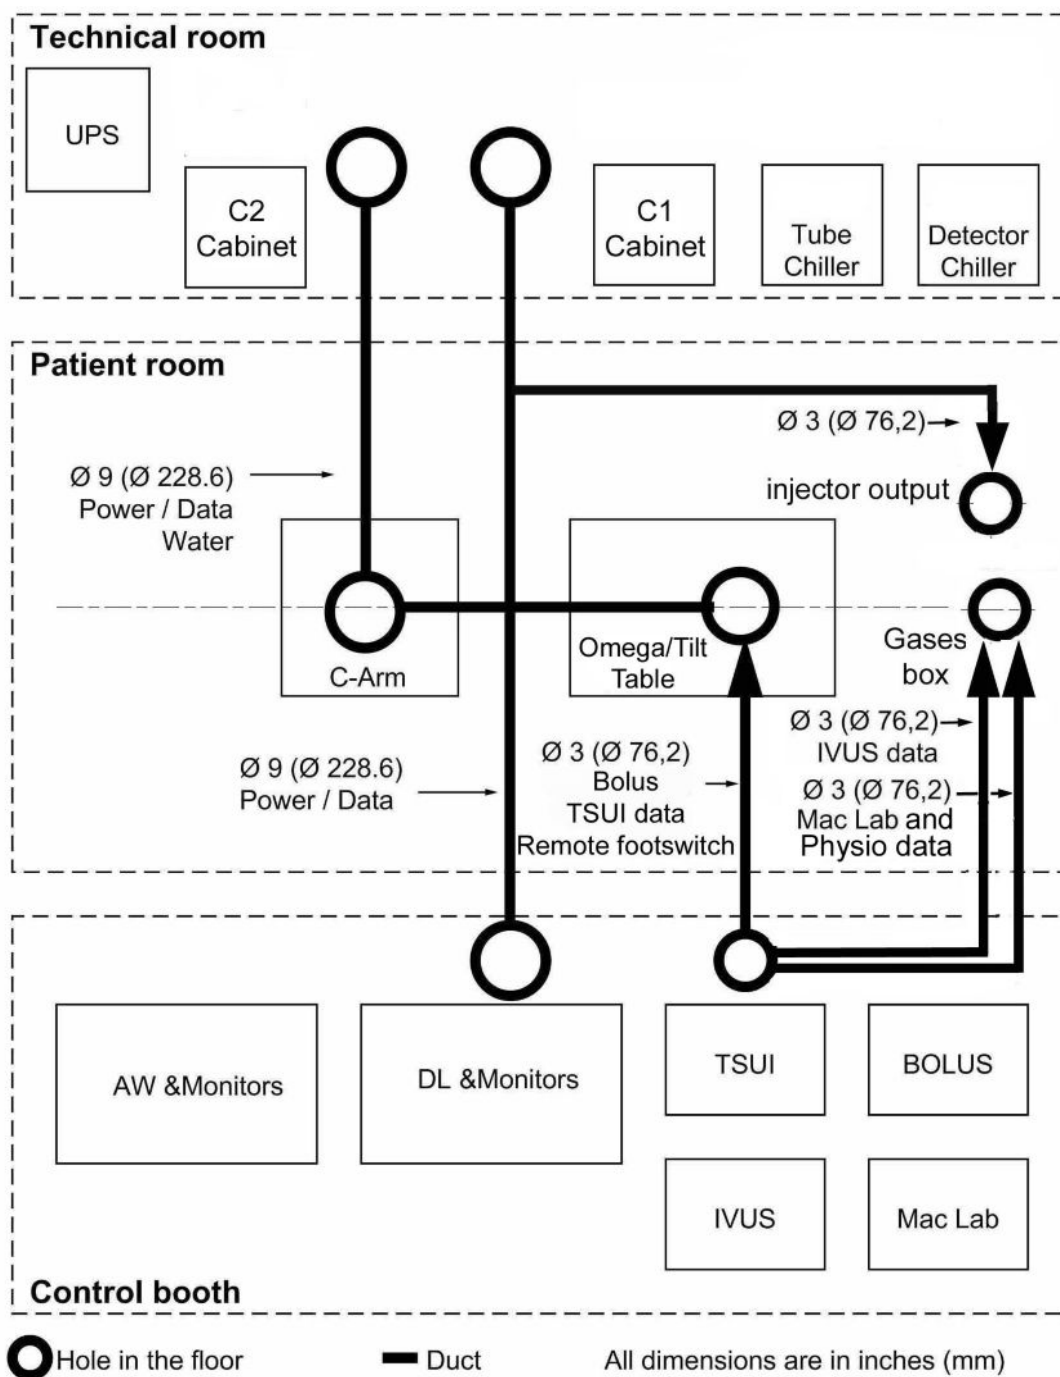 Technical room
UPS
C2
Cabinet
C1
Cabinet
Tube
Chiller
Detector
Chiller
Patient room
Ø 3 (Ø 76,2)
Ø 9 (Ø 228.6)
Power / Data
Water
injector output
C-Arm
Omega/Tilt
Table
Gases
box
Ø 3 (Ø 76,2)
IVUS data
Ø 9 (Ø 228.6)
Power / Data
Ø 3 (Ø 76,2)
Bolus
TSUI data
Remote footswitch
Ø 3 (Ø 76,2)
Mac Lab and
Physio data
AW &Monitors
DL &Monitors
TSUI
BOLUS
IVUS
Mac Lab
Control booth
Hole in the floor
Duct
All dimensions are in inches (mm)